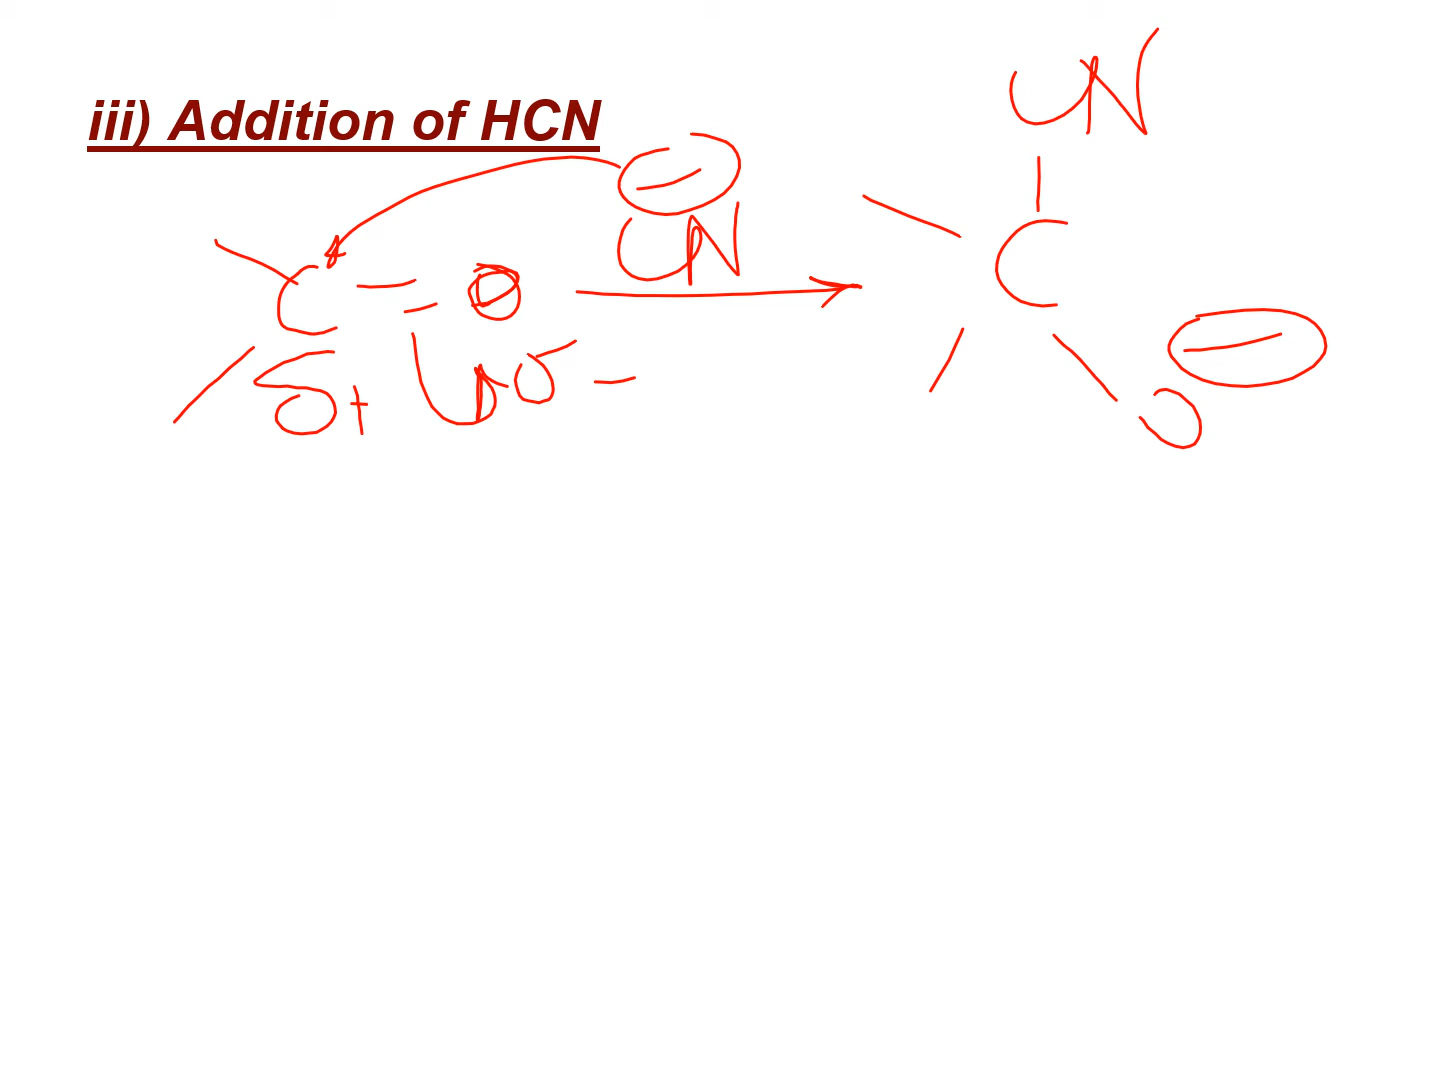 iii) Addition of HCN
CN
CN
C = O
C
δ+ δ-
O